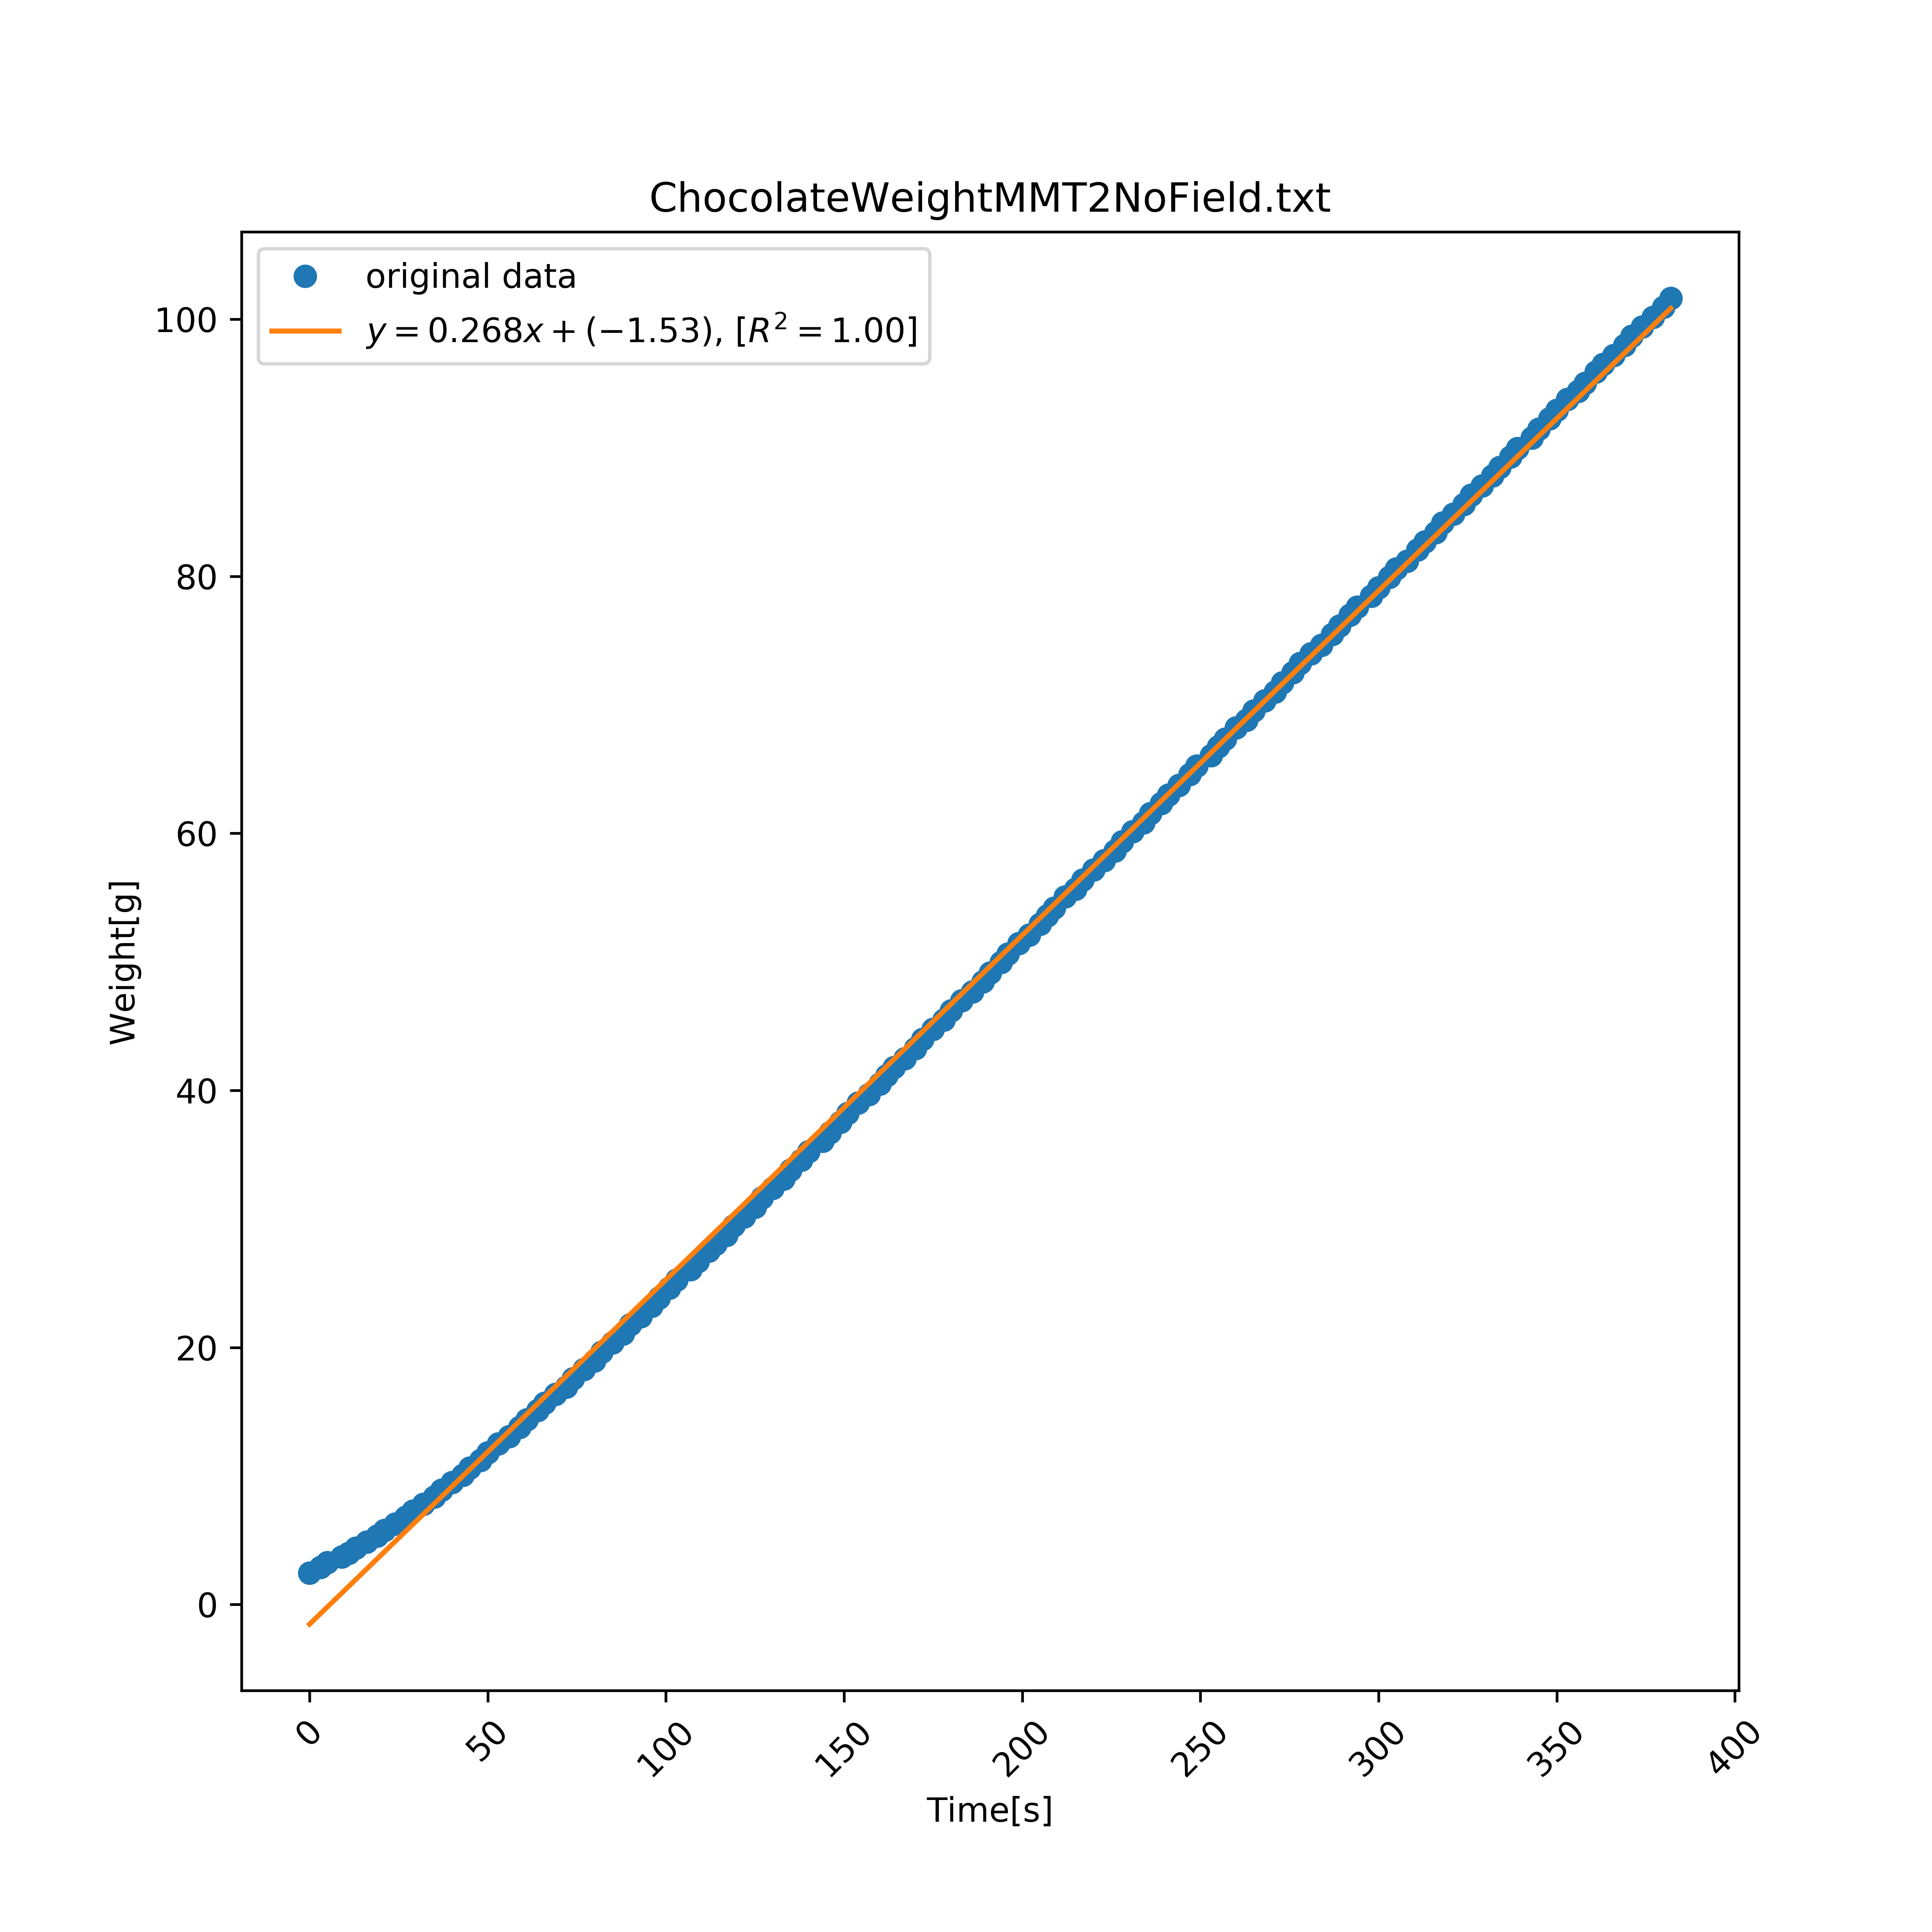 ChocolateWeightMMT2NoField.txt
original data
y = 0.268x + (−1.53), [R² = 1.00]
100
80
60
40
20
0
Weight[g]
0 50 100 150 200 250 300 350 400
Time[s]